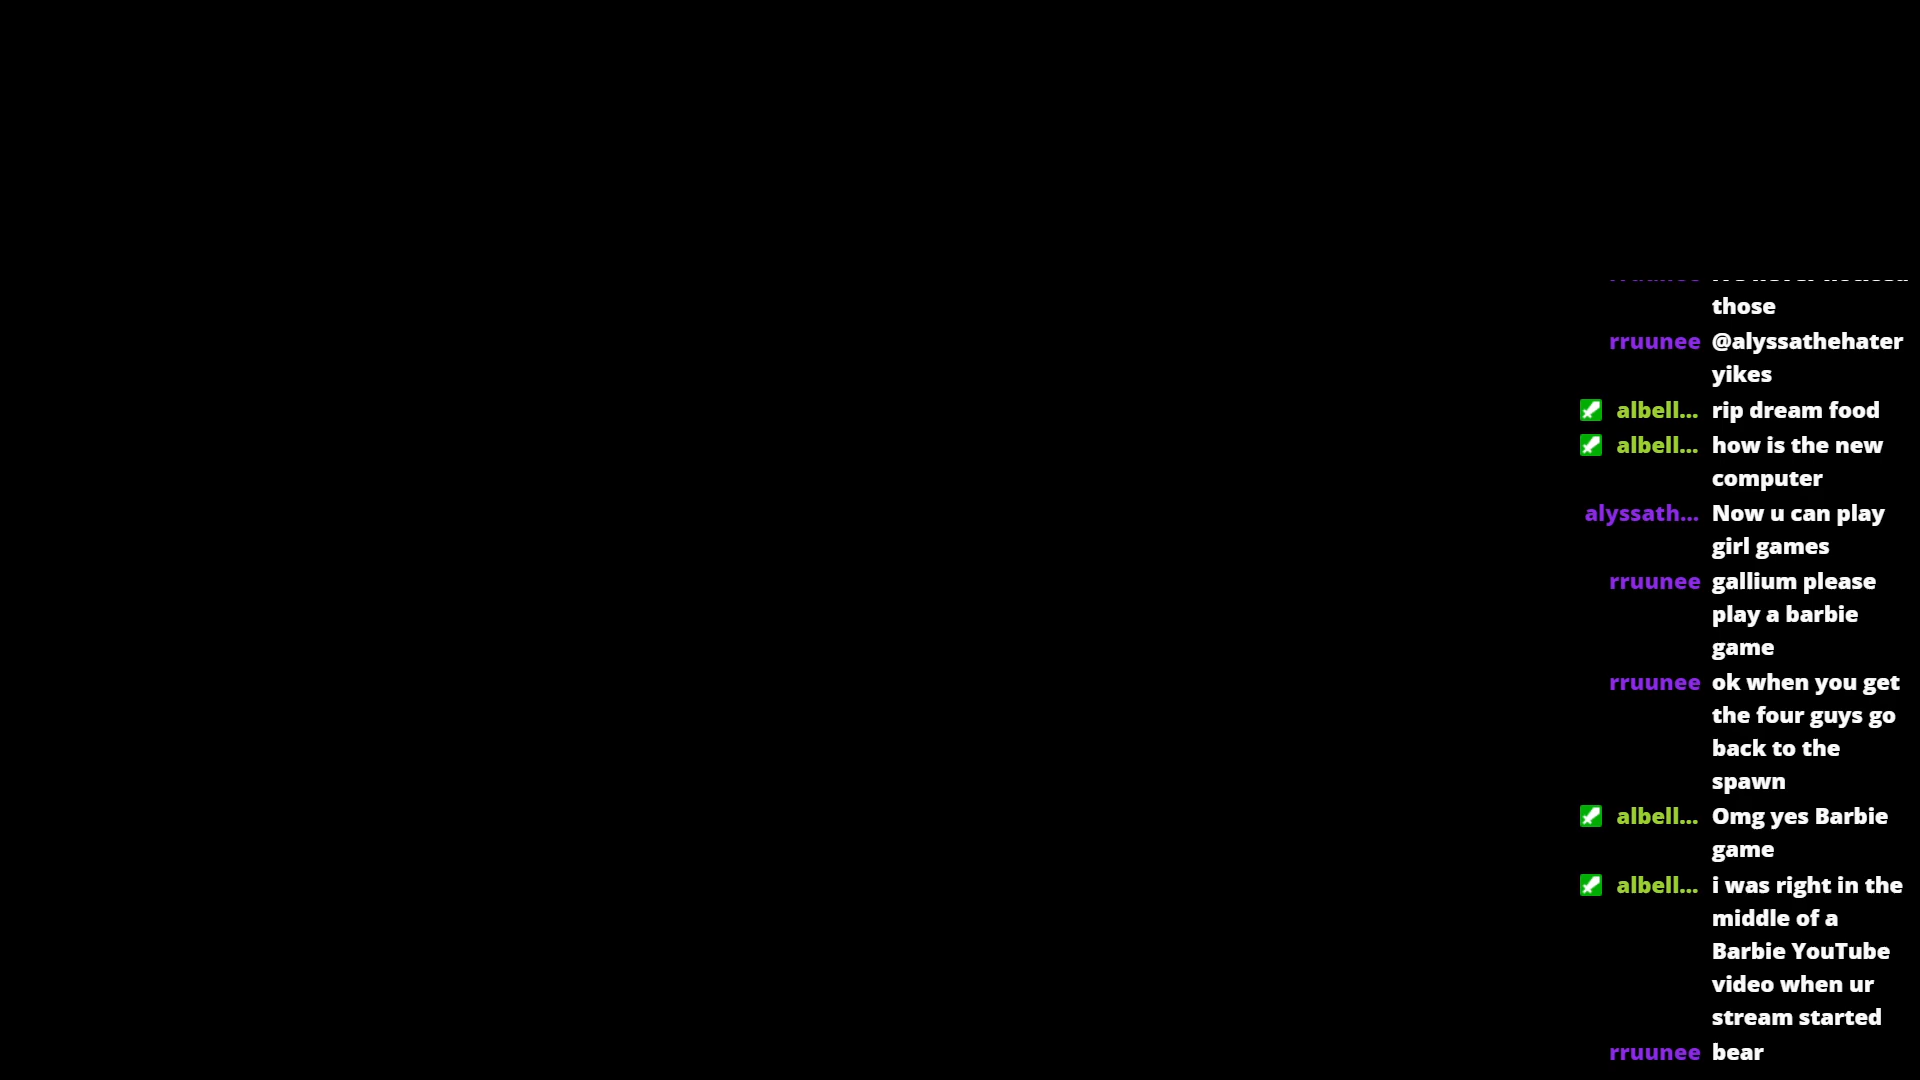 those
rruunee @alyssathehater
yikes
albell... rip dream food
albell... how is the new
computer
alyssath... Now u can play
girl games
rruunee gallium please
play a barbie
game
rruunee ok when you get
the four guys go
back to the
spawn
albell... Omg yes Barbie
game
albell... i was right in the
middle of a
Barbie YouTube
video when ur
stream started
rruunee bear